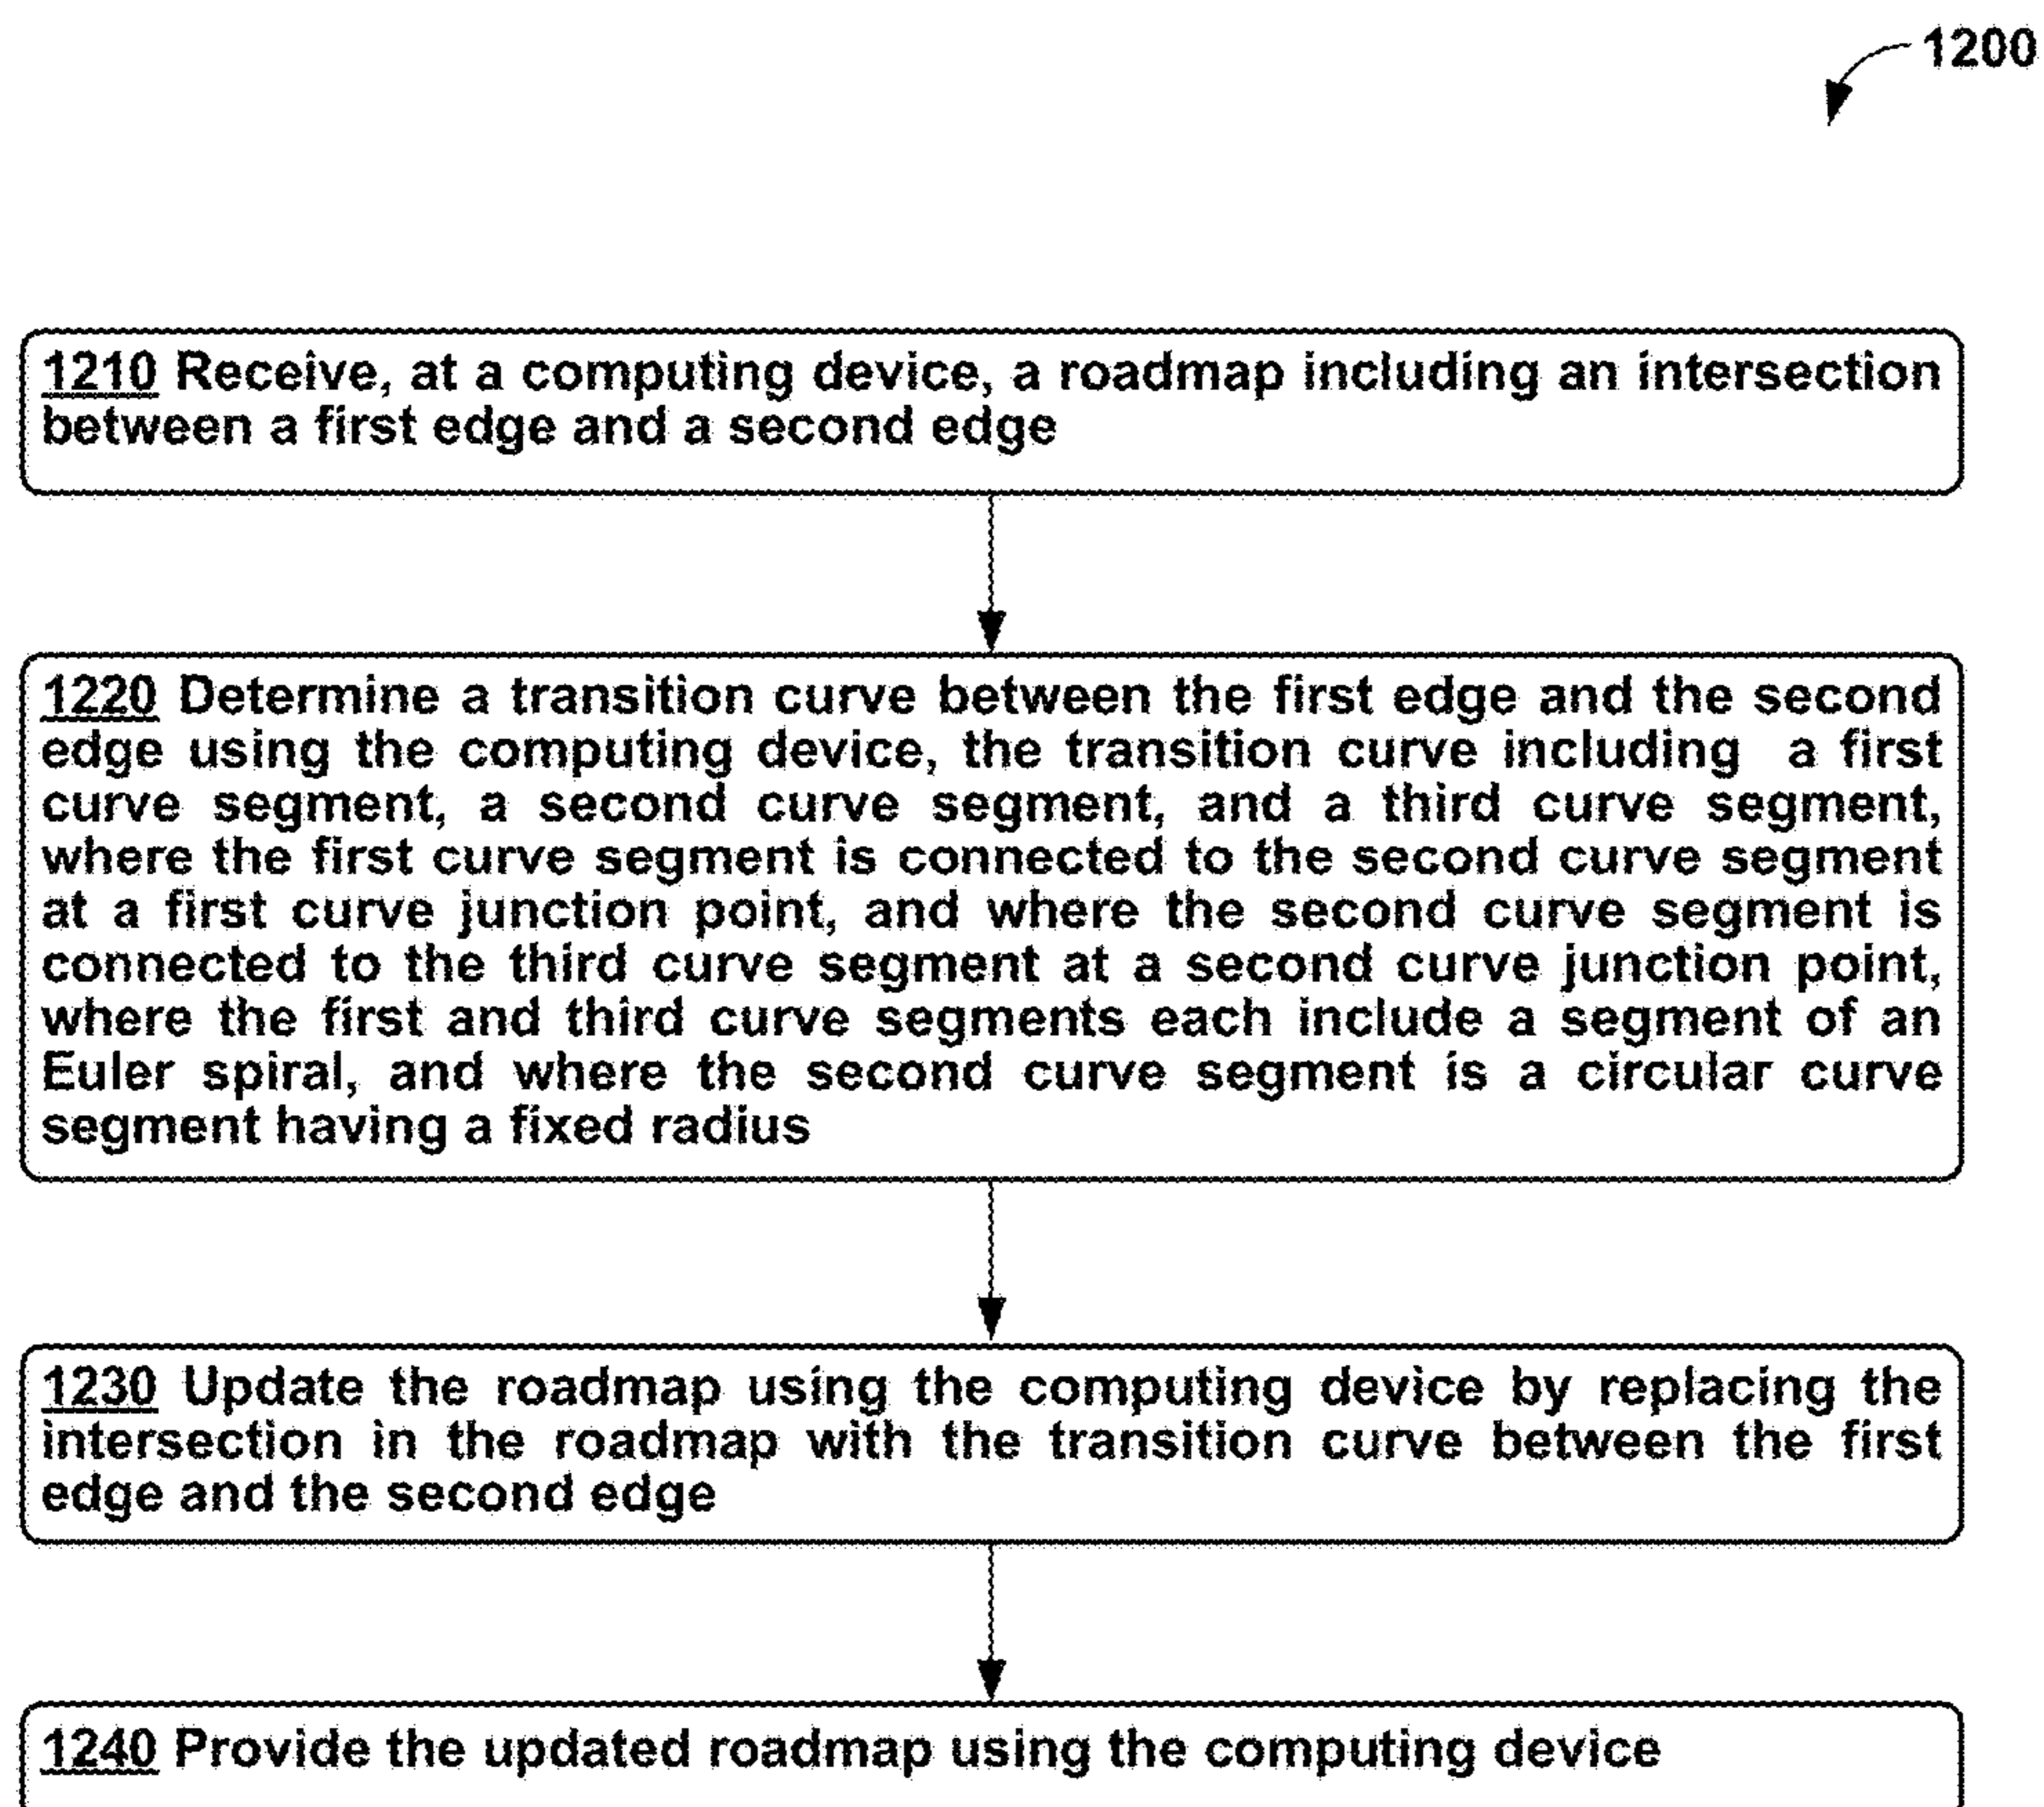 1200
1210 Receive, at a computing device, a roadmap including an intersection
between a first edge and a second edge
1220 Determine a transition curve between the first edge and the second
edge using the computing device, the transition curve including a first
curve segment, a second curve segment, and a third curve segment,
where the first curve segment is connected to the second curve segment
at a first curve junction point, and where the second curve segment is
connected to the third curve segment at a second curve junction point,
where the first and third curve segments each include a segment of an
Euler spiral, and where the second curve segment is a circular curve
segment having a fixed radius
1230 Update the roadmap using the computing device by replacing the
intersection in the roadmap with the transition curve between the first
edge and the second edge
1240 Provide the updated roadmap using the computing device